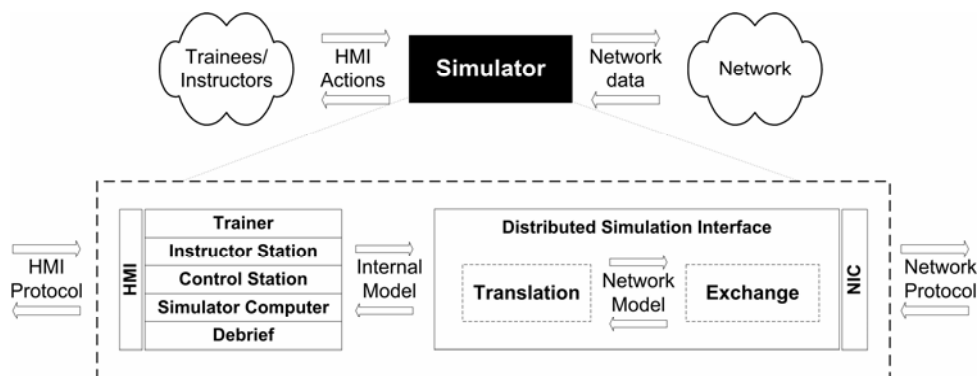 Trainees/
Instructors
HMI
Actions
Simulator
Network
data
Network
HMI
Protocol
HMI
Trainer
Instructor Station
Control Station
Simulator Computer
Debrief
Internal
Model
Distributed Simulation Interface
Translation
Network
Model
Exchange
NIC
Network
Protocol